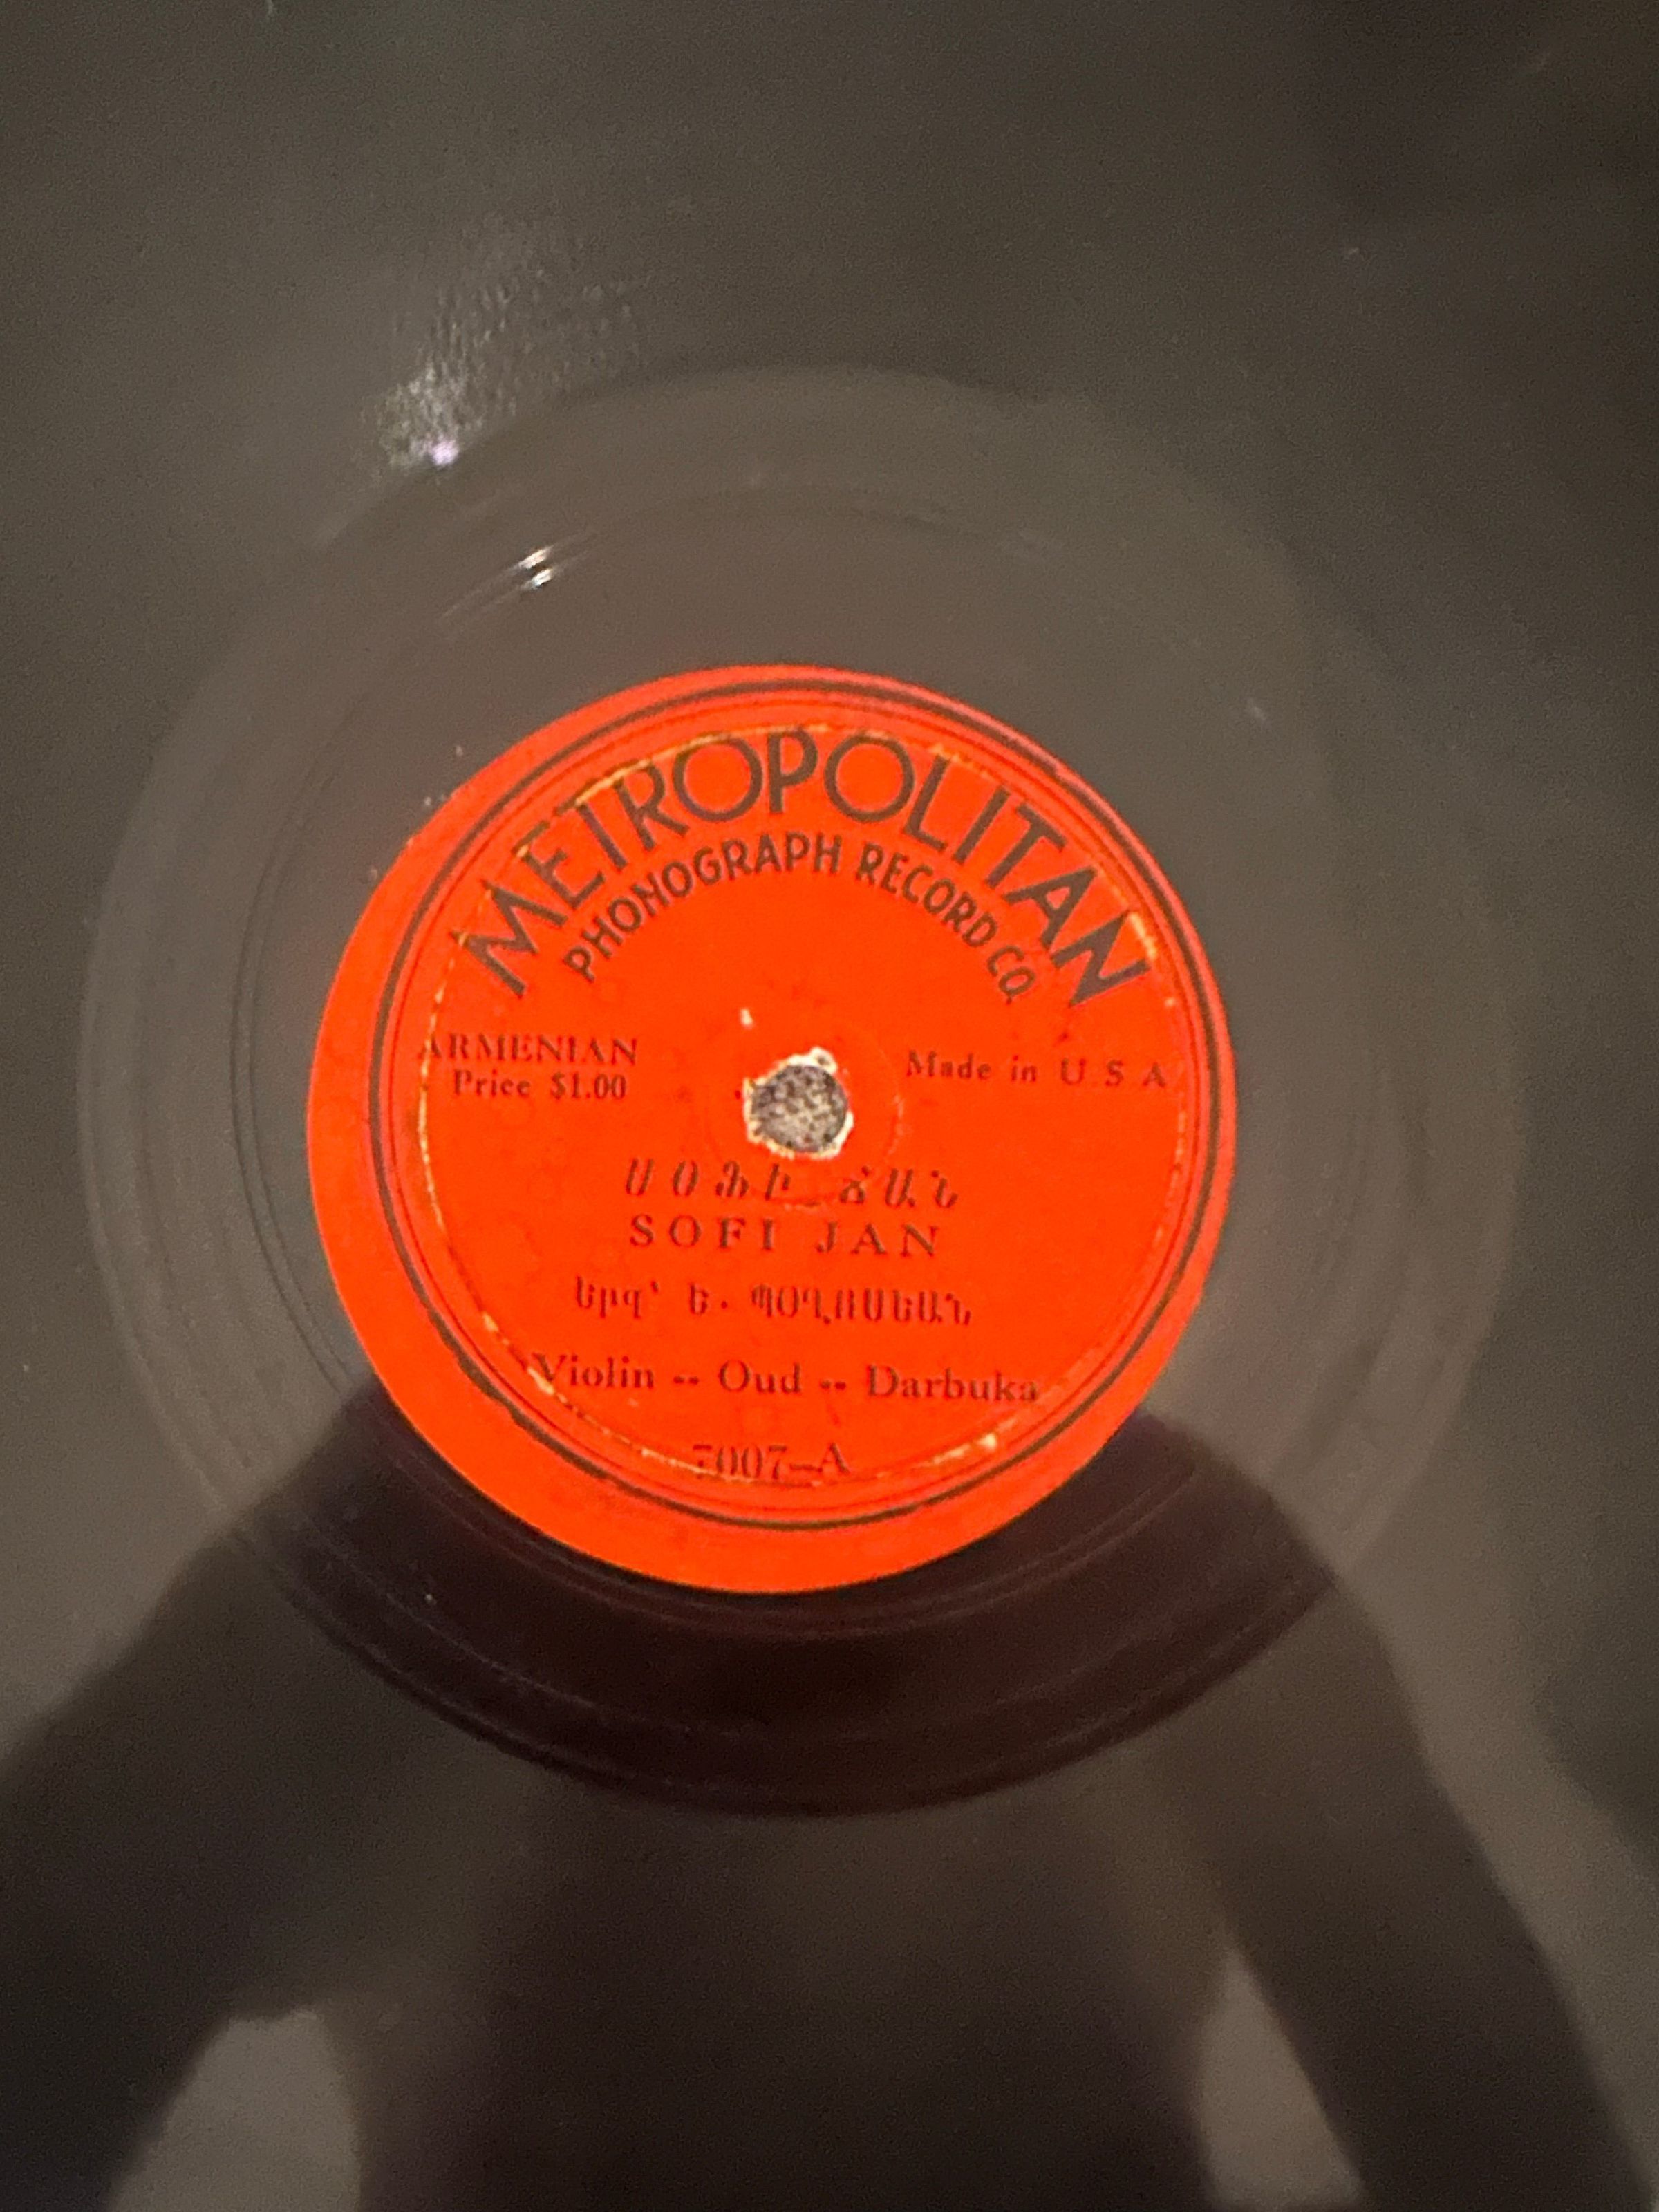 METROPOLITAN
PHONOGRAPH RECORD CO.
ARMENIAN
Price $1.00
Made in U S A
ՍՕՖԻ ՃԱՆ
SOFI JAN
Երգ՝ Ե. ՊՕՂՈՍԵԱՆ
Violin -- Oud -- Darbuka
7007–A